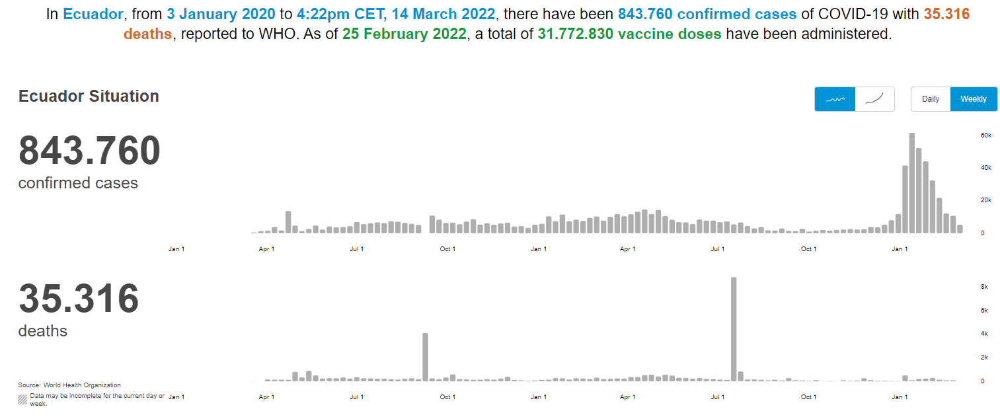 In Ecuador, from 3 January 2020 to 4:22pm CET, 14 March 2022, there have been 843.760 confirmed cases of COVID-19 with 35.316
deaths, reported to WHO. As of 25 February 2022, a total of 31.772.830 vaccine doses have been administered.
Ecuador Situation
Daily
Weekly
843.760
confirmed cases
60k
40k
20k
0
Jan 1
Apr 1
Jul 1
Oct 1
Jan 1
Apr 1
Jul 1
Oct 1
Jan 1
35.316
deaths
8k
6k
4k
2k
0
Source: World Health Organization
Data may be incomplete for the current day or
week.
Jan 1
Apr 1
Jul 1
Oct 1
Jan 1
Apr 1
Jul 1
Oct 1
Jan 1